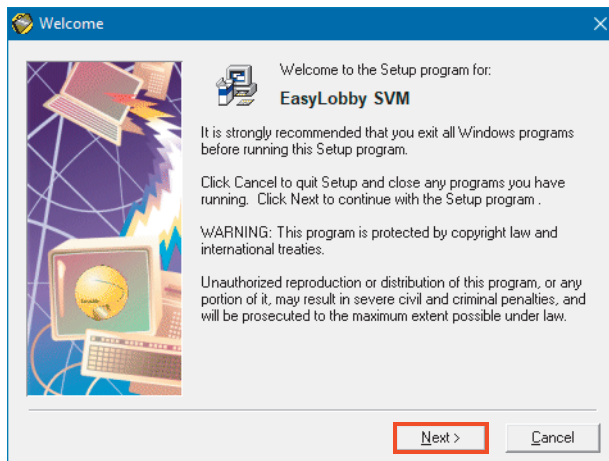 Welcome
Welcome to the Setup program for:
EasyLobby SVM
It is strongly recommended that you exit all Windows programs
before running this Setup program.
Click Cancel to quit Setup and close any programs you have
running. Click Next to continue with the Setup program .
WARNING: This program is protected by copyright law and
international treaties.
Unauthorized reproduction or distribution of this program, or any
portion of it, may result in severe civil and criminal penalties, and
will be prosecuted to the maximum extent possible under law.
EasyLobby
Next >
Cancel